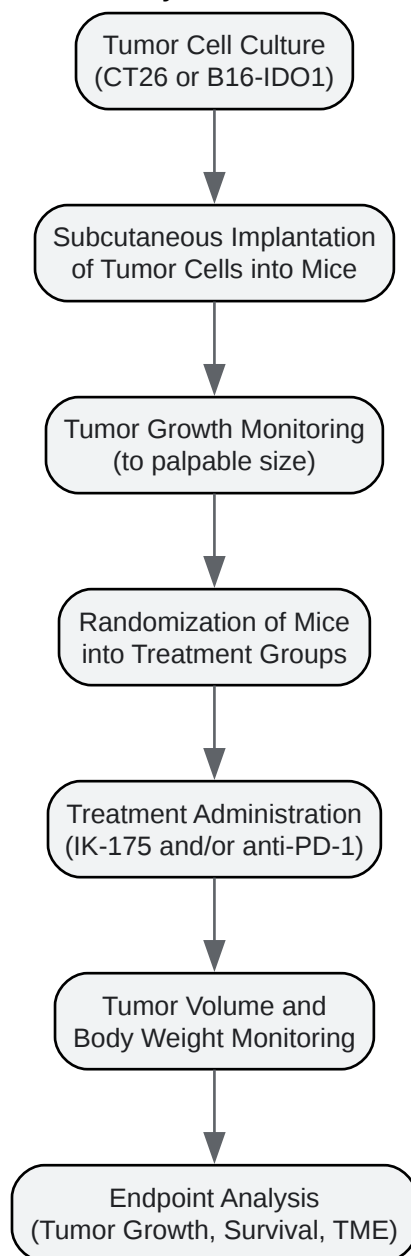 Tumor Cell Culture
(CT26 or B16-IDO1)
Subcutaneous Implantation
of Tumor Cells into Mice
Tumor Growth Monitoring
(to palpable size)
Randomization of Mice
into Treatment Groups
Treatment Administration
(IK-175 and/or anti-PD-1)
Tumor Volume and
Body Weight Monitoring
Endpoint Analysis
(Tumor Growth, Survival, TME)